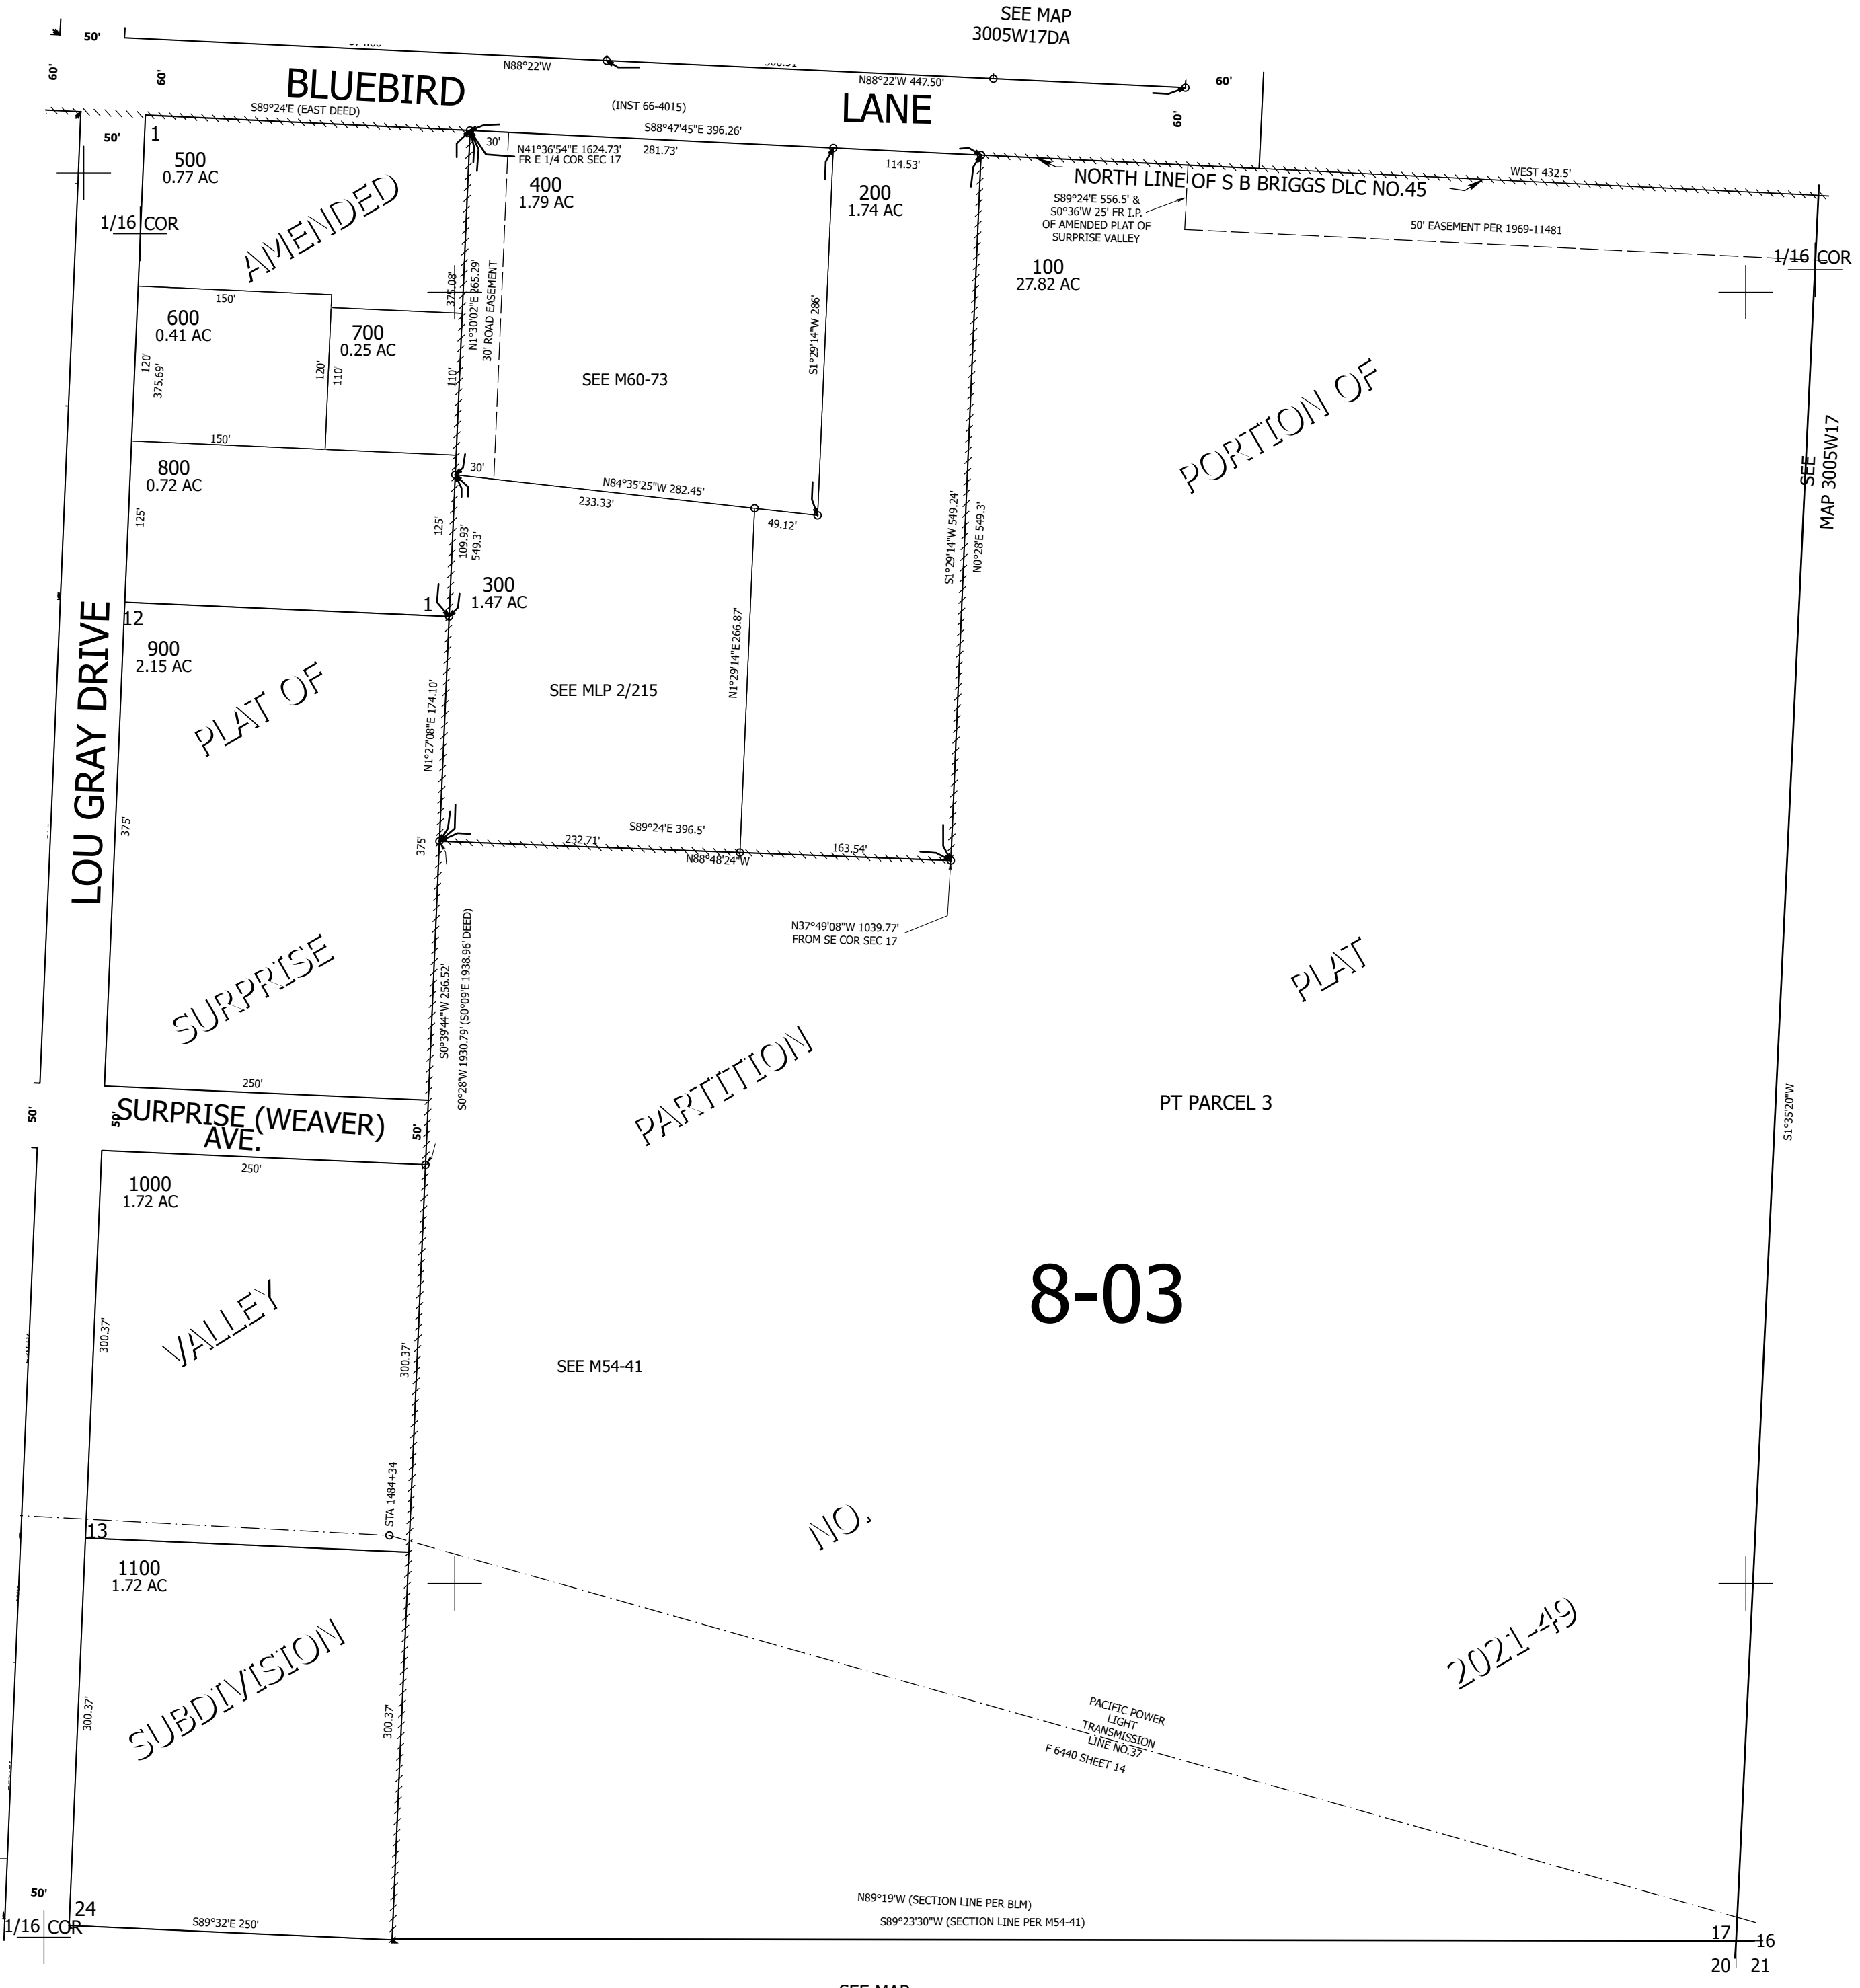 SEE MAP
3005W17DA
50'
60'
60'
N88°22'W
N88°22'W 447.50'
60'
60'
BLUEBIRD
LANE
(INST 66-4015)
S89°24'E (EAST DEED)
S88°47'45"E 396.26'
50'
1
30'
N41°36'54"E 1624.73'
FR E 1/4 COR SEC 17
281.73'
114.53'
WEST 432.5'
NORTH LINE OF S B BRIGGS DLC NO.45
500
0.77 AC
400
1.79 AC
200
1.74 AC
S89°24'E 556.5' &
S0°36'W 25' FR I.P.
OF AMENDED PLAT OF
SURPRISE VALLEY
50' EASEMENT PER 1969-11481
1/16 COR
AMENDED
1/16 COR
100
27.82 AC
375.08'
N1°30'02"E 265.29'
30' ROAD EASEMENT
S1°29'14"W 286'
150'
600
0.41 AC
700
0.25 AC
120'
375.69'
120'
110'
110'
SEE M60-73
PORTION OF
SEE
MAP 3005W17
150'
800
0.72 AC
30'
N84°35'25"W 282.45'
233.33'
49.12'
125'
125'
109.93'
549.3'
S1°29'14"W 549.24'
N0°28'E 549.3'
300
1.47 AC
1
12
900
2.15 AC
LOU GRAY DRIVE
PLAT OF
N1°27'08"E 174.10'
SEE MLP 2/215
N1°29'14"E 266.87'
375'
375'
S89°24'E 396.5'
232.71'
163.54'
N88°48'24"W
N37°49'08"W 1039.77'
FROM SE COR SEC 17
SURPRISE
S0°39'44"W 256.52'
S0°28'W 1930.79' (S0°09'E 1938.96' DEED)
PLAT
PARTITION
PT PARCEL 3
S1°35'20"W
250'
50'
50'
50'
SURPRISE (WEAVER)
AVE.
250'
1000
1.72 AC
8-03
VALLEY
300.37'
300.37'
SEE M54-41
STA 1484+34
NO.
13
1100
1.72 AC
2021-49
SUBDIVISION
300.37'
300.37'
PACIFIC POWER
LIGHT
TRANSMISSION
LINE NO.37
F 6440 SHEET 14
50'
24
1/16 COR
S89°32'E 250'
N89°19'W (SECTION LINE PER BLM)
S89°23'30"W (SECTION LINE PER M54-41)
17
16
20
21
SEE MAP